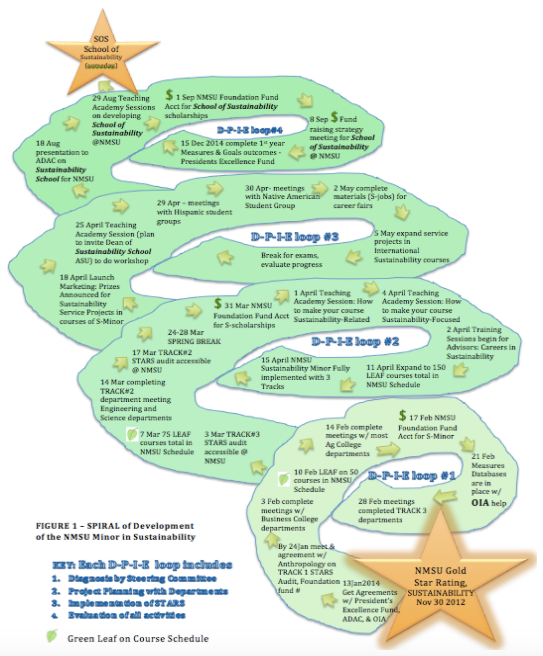 SOS
School of
Sustainability
(someday)
29 Aug Teaching
Academy Sessions
on developing
School of
Sustainability
@NMSU
$ 1 Sep NMSU Foundation Fund
Acct for School of Sustainability
scholarships
8 Sep $ Fund
raising strategy
meeting for School
of Sustainability
@ NMSU
D-P-I-E loop#4
15 Dec 2014 complete 1st year
Measures & Goals outcomes -
Presidents Excellence Fund
18 Aug
presentation to
ADAC on
Sustainability
School for NMSU
29 Apr – meetings
with Hispanic student
groups
30 Apr- meetings
with Native American
Student Group
2 May complete
materials (S-jobs) for
career fairs
25 April Teaching
Academy Session (plan
to invite Dean of
Sustainability School
ASU) to do workshop
D-P-I-E loop #3
5 May expand service
projects in
International
Sustainability courses
Break for exams,
evaluate progress
18 April Launch
Marketing: Prizes
Announced for
Sustainability
Service Projects in
courses of S-Minor
$ 31 Mar NMSU
Foundation Fund Acct
for S-scholarships
1 April Teaching
Academy Session: How
to make your course
Sustainability-Related
4 April Teaching
Academy Session: How
to make your course
Sustainability-Focused
24-28 Mar
SPRING BREAK
D-P-I-E loop #2
2 April Training
Sessions begin for
Advisors: Careers in
Sustainability
17 Mar TRACK#2
STARS audit accessible
@ NMSU
15 April NMSU
Sustainability Minor Fully
implemented with 3
Tracks
11 April Expand to 150
LEAF courses total in
NMSU Schedule
14 Mar completing
TRACK#2
department meeting
Engineering and
Science departments
7 Mar 75 LEAF
courses total in
NMSU Schedule
3 Mar TRACK#3
STARS audit
accessible @
NMSU
14 Feb complete
meetings w/ most
Ag College
departments
$ 17 Feb NMSU
Foundation Fund
Acct for S-Minor
10 Feb LEAF on 50
courses in NMSU
Schedule
D-P-I-E loop #1
21 Feb
Measures
Databases
are in
place w/
OIA help
28 Feb meetings
completed TRACK 3
departments
3 Feb complete
meetings w/
Business College
departments
FIGURE 1 – SPIRAL of Development
of the NMSU Minor in Sustainability
By 24Jan meet &
agreement w/
Anthropology on
TRACK 1 STARS
Audit, Foundation
fund #
13Jan2014
Get Agreements
w/ President's
Excellence Fund,
ADAC, & OIA
NMSU Gold
Star Rating,
SUSTAINABILITY
Nov 30 2012
KEY: Each D-P-I-E loop includes
1. Diagnosis by Steering Committee
2. Project Planning with Departments
3. Implementation of STARS
4. Evaluation of all activities
Green Leaf on Course Schedule